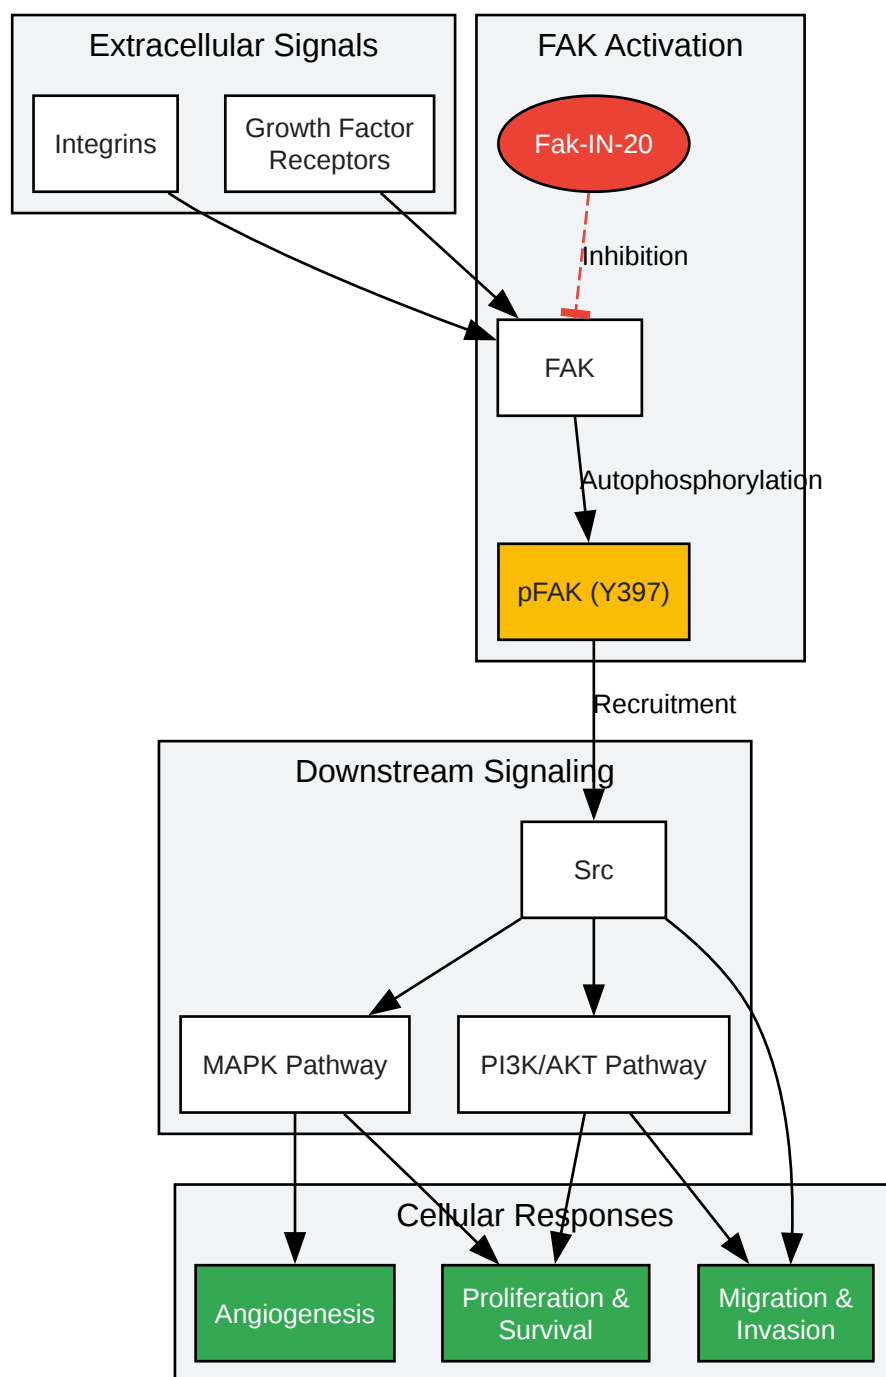 Extracellular Signals
FAK Activation
Integrins
Growth Factor
Receptors
Fak-IN-20
Inhibition
FAK
Autophosphorylation
pFAK (Y397)
Recruitment
Downstream Signaling
Src
MAPK Pathway
PI3K/AKT Pathway
Cellular Responses
Angiogenesis
Proliferation &
Survival
Migration &
Invasion